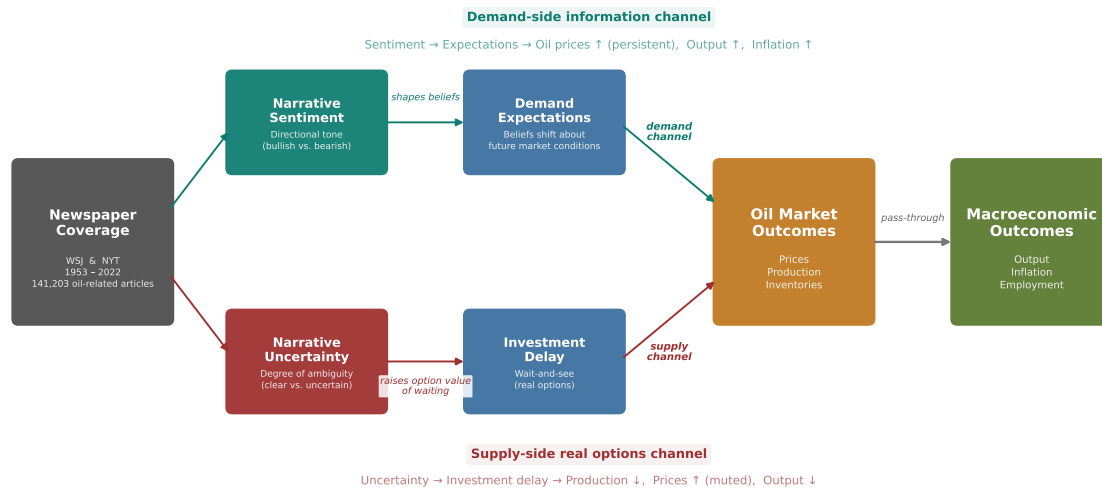 Demand-side information channel
Sentiment → Expectations → Oil prices ↑ (persistent),  Output ↑,  Inflation ↑
Narrative
Sentiment
Directional tone
(bullish vs. bearish)
shapes beliefs
Demand
Expectations
Beliefs shift about
future market conditions
demand
channel
Newspaper
Coverage
WSJ & NYT
1953 – 2022
141,203 oil-related articles
Oil Market
Outcomes
Prices
Production
Inventories
pass-through
Macroeconomic
Outcomes
Output
Inflation
Employment
Narrative
Uncertainty
Degree of ambiguity
(clear vs. uncertain)
raises option value
of waiting
Investment
Delay
Wait-and-see
(real options)
supply
channel
Supply-side real options channel
Uncertainty → Investment delay → Production ↓,  Prices ↑ (muted),  Output ↓